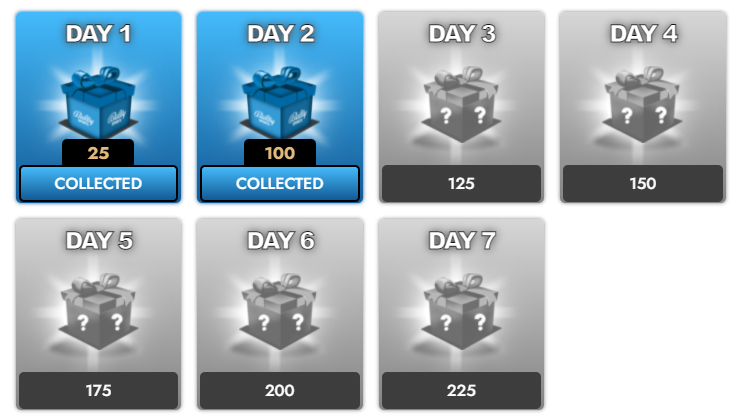 DAY 1
25
COLLECTED
DAY 2
100
COLLECTED
DAY 3
? ?
125
DAY 4
? ?
150
DAY 5
? ?
175
DAY 6
? ?
200
DAY 7
? ?
225